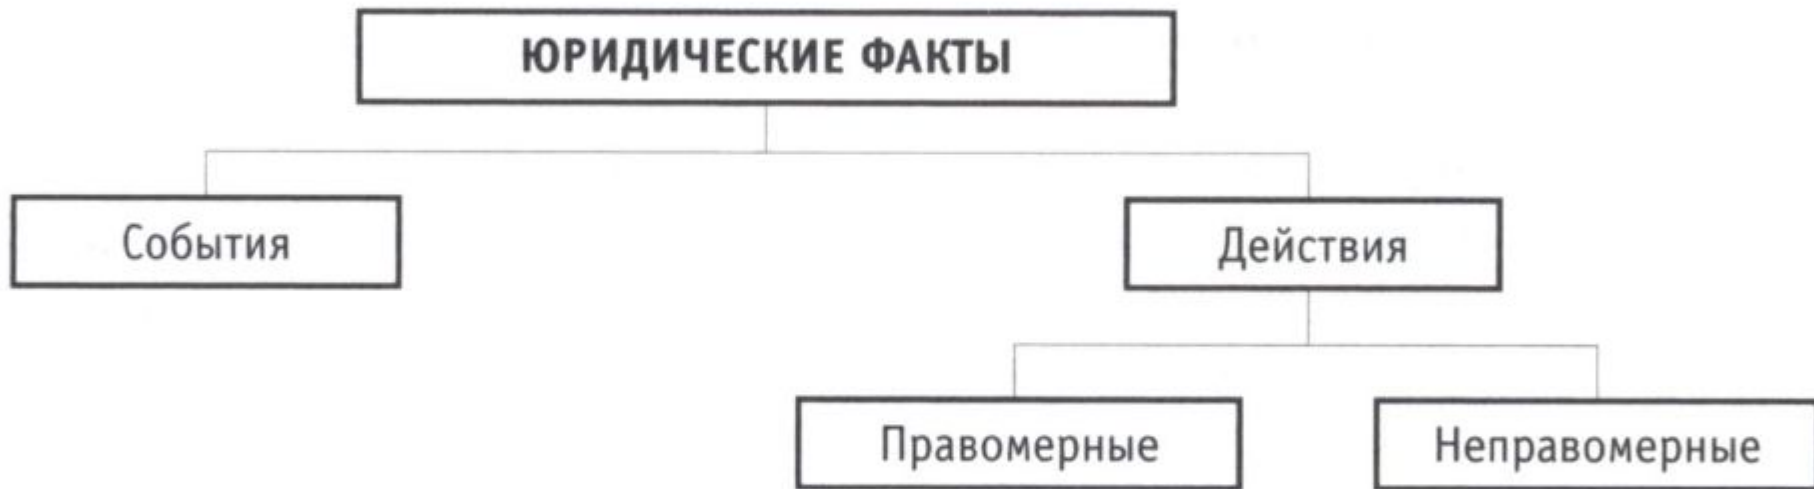 ЮРИДИЧЕСКИЕ ФАКТЫ
События
Действия
Правомерные
Неправомерные